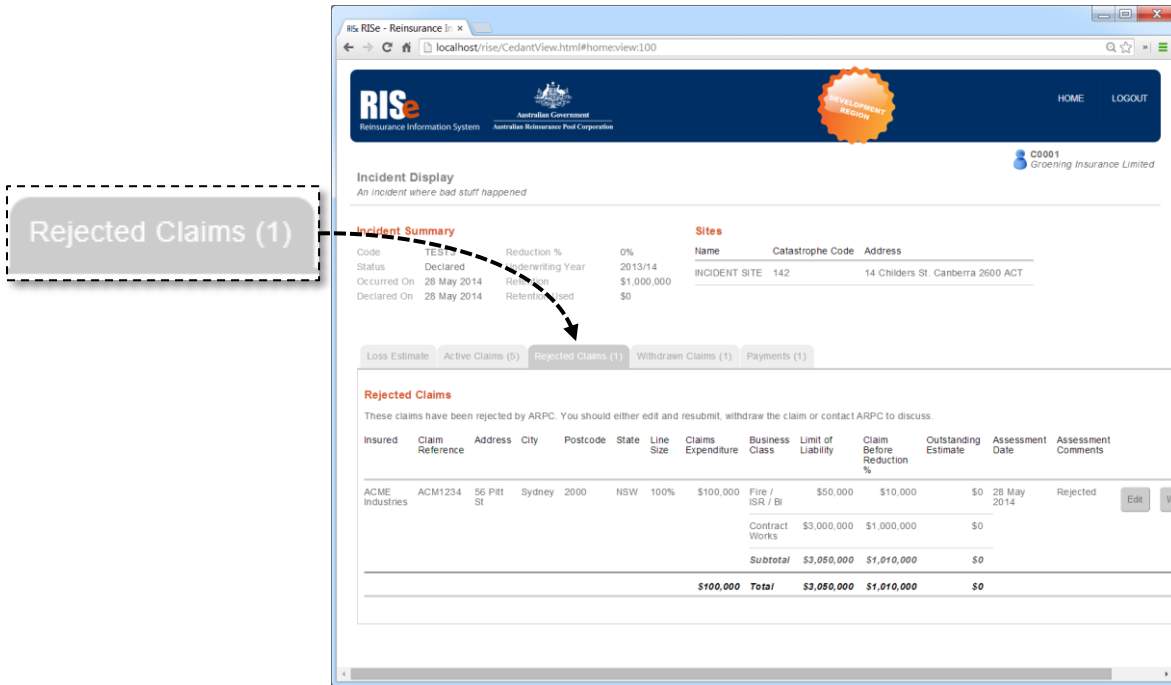 RISe RISe - Reinsurance In ×
localhost/rise/CedantView.html#home:view:100
RISe
Reinsurance Information System
Australian Government
Australian Reinsurance Pool Corporation
DEVELOPMENT
REGION
HOME LOGOUT
C0001
Groening Insurance Limited
Incident Display
An incident where bad stuff happened
Rejected Claims (1)
Incident Summary
Code Reduction % 0%
Status Declared Underwriting Year 2013/14
Occurred On 28 May 2014 Retention $1,000,000
Declared On 28 May 2014 Retention Used $0
Sites
Name Catastrophe Code Address
INCIDENT SITE 142 14 Childers St. Canberra 2600 ACT
Loss Estimate Active Claims (5) Rejected Claims (1) Withdrawn Claims (1) Payments (1)
Rejected Claims
These claims have been rejected by ARPC. You should either edit and resubmit, withdraw the claim or contact ARPC to discuss.
Insured Claim Address City Postcode State Line Claims Business Limit of Claim Outstanding Assessment Assessment
Reference Size Expenditure Class Liability Before Estimate Date Comments
Reduction
%
ACME ACM1234 56 Pitt Sydney 2000 NSW 100% $100,000 Fire / $50,000 $10,000 $0 28 May Rejected Edit W
Industries St ISR / BI 2014
Contract $3,000,000 $1,000,000 $0
Works
Subtotal $3,050,000 $1,010,000 $0
$100,000 Total $3,050,000 $1,010,000 $0